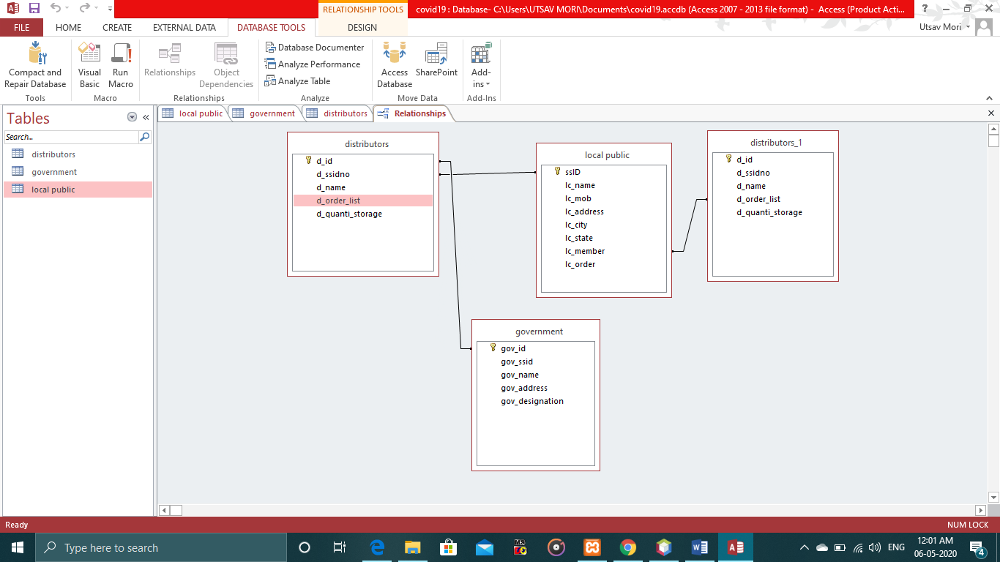 RELATIONSHIP TOOLS
covid19 : Database- C:\Users\UTSAV MORI\Documents\covid19.accdb (Access 2007 - 2013 file format) - Access (Product Acti...
?
FILE HOME CREATE EXTERNAL DATA DATABASE TOOLS DESIGN
Utsav Mori
Compact and Repair Database
Tools
Visual Basic
Run Macro
Macro
Relationships
Object Dependencies
Relationships
Database Documenter
Analyze Performance
Analyze Table
Analyze
Access Database
SharePoint
Move Data
Add-ins
Add-Ins
Tables
Search...
distributors
government
local public
local public government distributors Relationships
distributors
d_id
d_ssidno
d_name
d_order_list
d_quanti_storage
local public
ssID
lc_name
lc_mob
lc_address
lc_city
lc_state
lc_member
lc_order
distributors_1
d_id
d_ssidno
d_name
d_order_list
d_quanti_storage
government
gov_id
gov_ssid
gov_name
gov_address
gov_designation
Ready
NUM LOCK
Type here to search
ENG
12:01 AM
06-05-2020
4